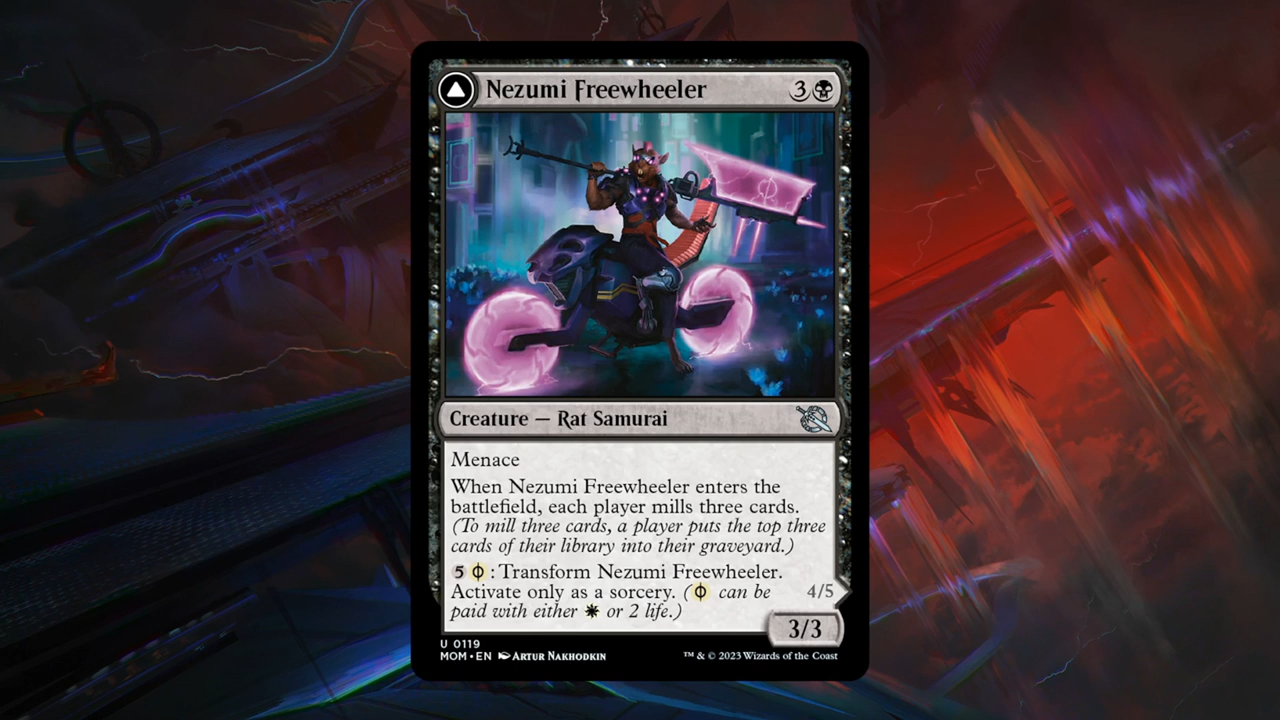 Nezumi Freewheeler 3
Creature — Rat Samurai
Menace
When Nezumi Freewheeler enters the
battlefield, each player mills three cards.
(To mill three cards, a player puts the top three
cards of their library into their graveyard.)
5 : Transform Nezumi Freewheeler.
Activate only as a sorcery. ( can be
paid with either or 2 life.)
4/5
3/3
U 0119
MOM • EN Artur Nakhodkin
™ & © 2023 Wizards of the Coast